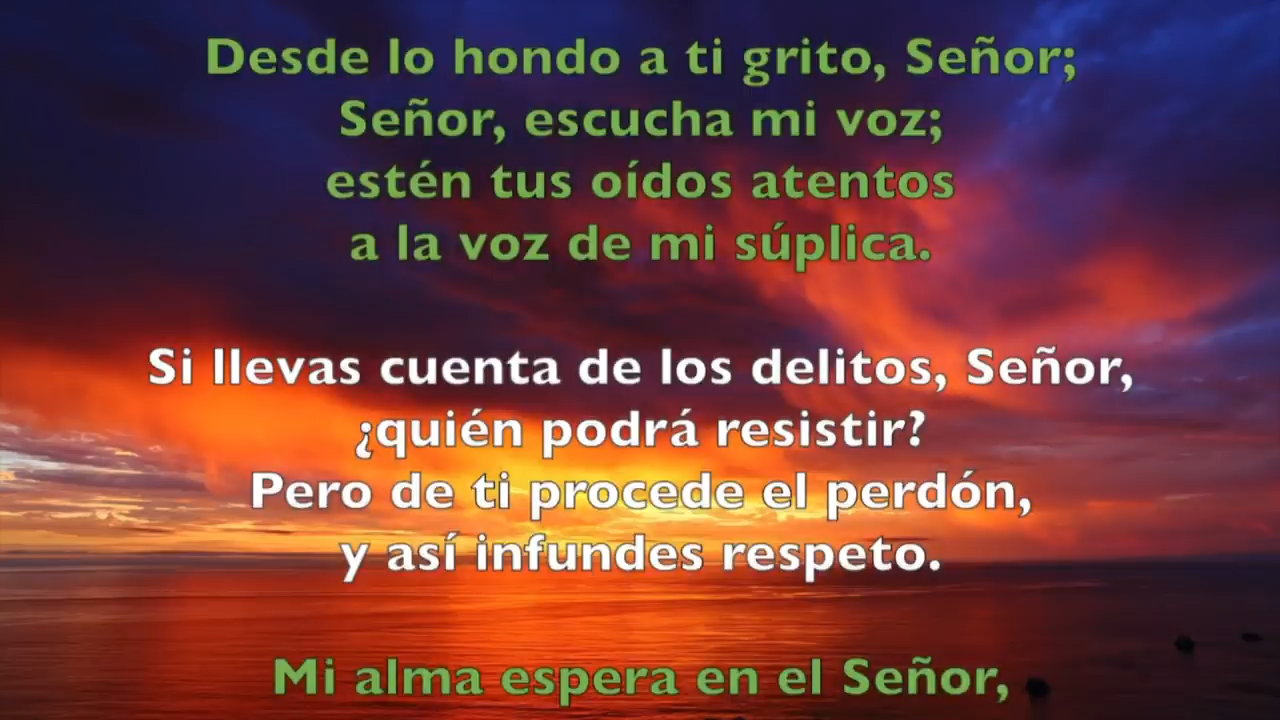 Desde lo hondo a ti grito, Señor;
Señor, escucha mi voz;
estén tus oídos atentos
a la voz de mi súplica.
Si llevas cuenta de los delitos, Señor,
¿quién podrá resistir?
Pero de ti procede el perdón,
y así infundes respeto.
Mi alma espera en el Señor,